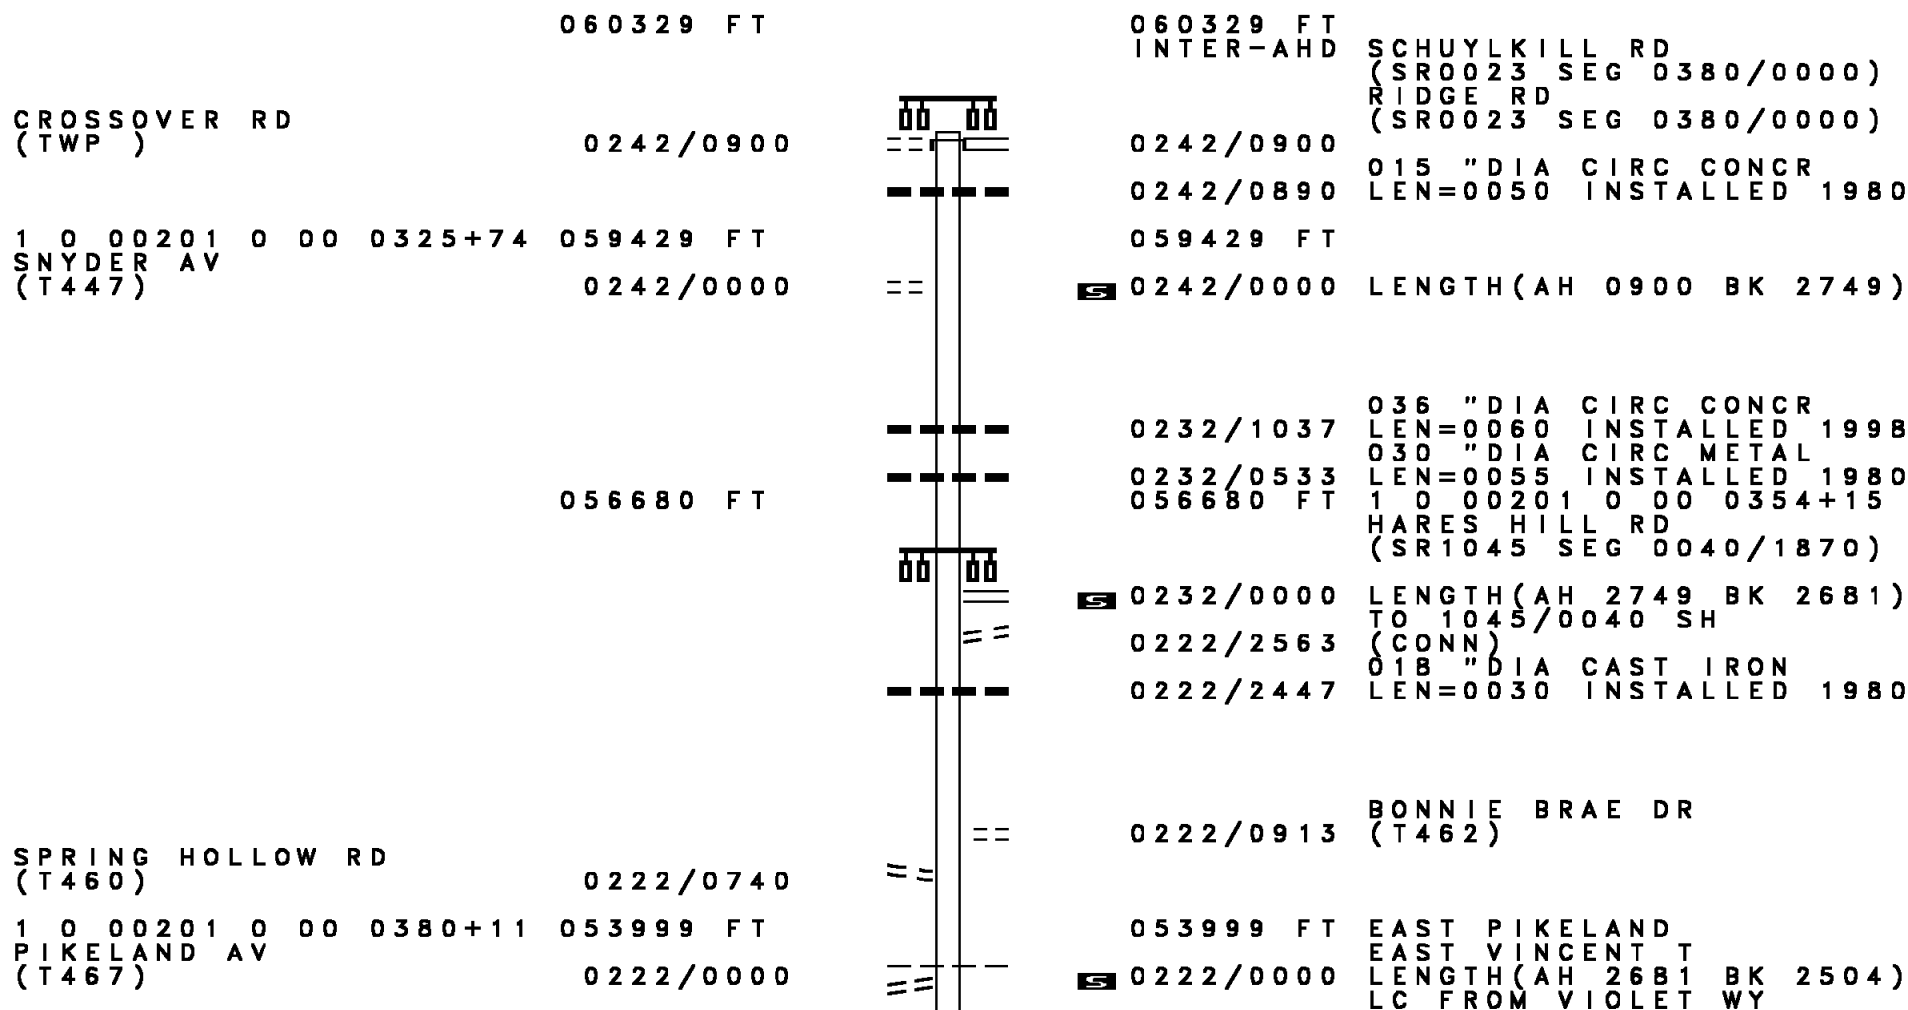 060329 FT 060329 FT
INTER-AHD SCHUYLKILL RD
(SR0023 SEG 0380/0000)
RIDGE RD
CROSSOVER RD (SR0023 SEG 0380/0000)
(TWP ) 0242/0900 0242/0900
015 "DIA CIRC CONCR
0242/0890 LEN=0050 INSTALLED 1980
1 0 00201 0 00 0325+74 059429 FT 059429 FT
SNYDER AV
(T447) 0242/0000 S 0242/0000 LENGTH(AH 0900 BK 2749)
036 "DIA CIRC CONCR
0232/1037 LEN=0060 INSTALLED 1998
030 "DIA CIRC METAL
0232/0533 LEN=0055 INSTALLED 1980
056680 FT 056680 FT 1 0 00201 0 00 0354+15
HARES HILL RD
(SR1045 SEG 0040/1870)
S 0232/0000 LENGTH(AH 2749 BK 2681)
TO 1045/0040 SH
0222/2563 (CONN)
018 "DIA CAST IRON
0222/2447 LEN=0030 INSTALLED 1980
BONNIE BRAE DR
0222/0913 (T462)
SPRING HOLLOW RD
(T460) 0222/0740
1 0 00201 0 00 0380+11 053999 FT 053999 FT EAST PIKELAND
PIKELAND AV EAST VINCENT T
(T467) 0222/0000 S 0222/0000 LENGTH(AH 2681 BK 2504)
LC FROM VIOLET WY